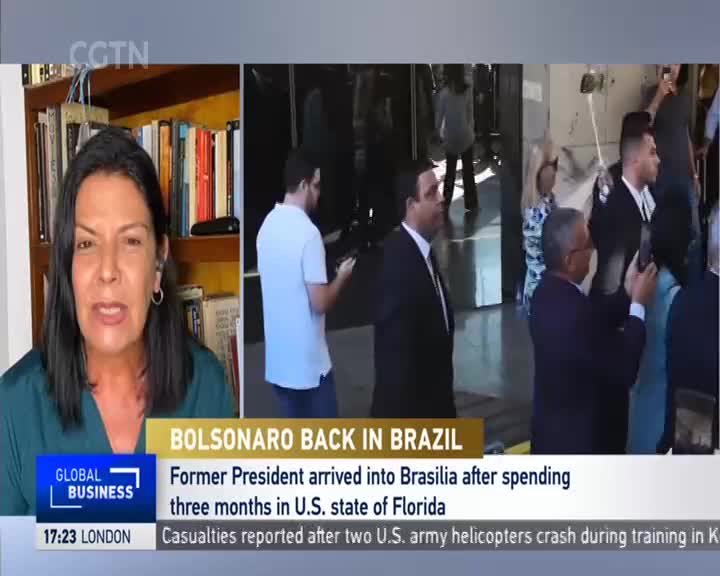 CGTN
BOLSONARO BACK IN BRAZIL
GLOBAL
BUSINESS
Former President arrived into Brasilia after spending
three months in U.S. state of Florida
17:23 LONDON
Casualties reported after two U.S. army helicopters crash during training in K